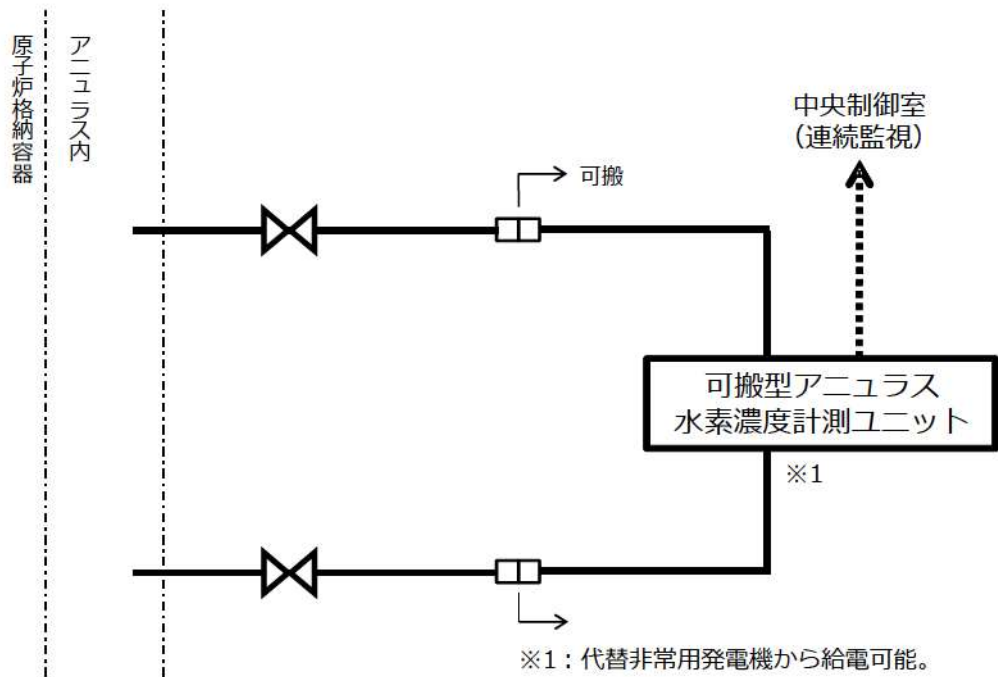 原子炉格納容器
アニュラス内
中央制御室
（連続監視）
可搬
可搬型アニュラス
水素濃度計測ユニット
※1
※1：代替非常用発電機から給電可能。